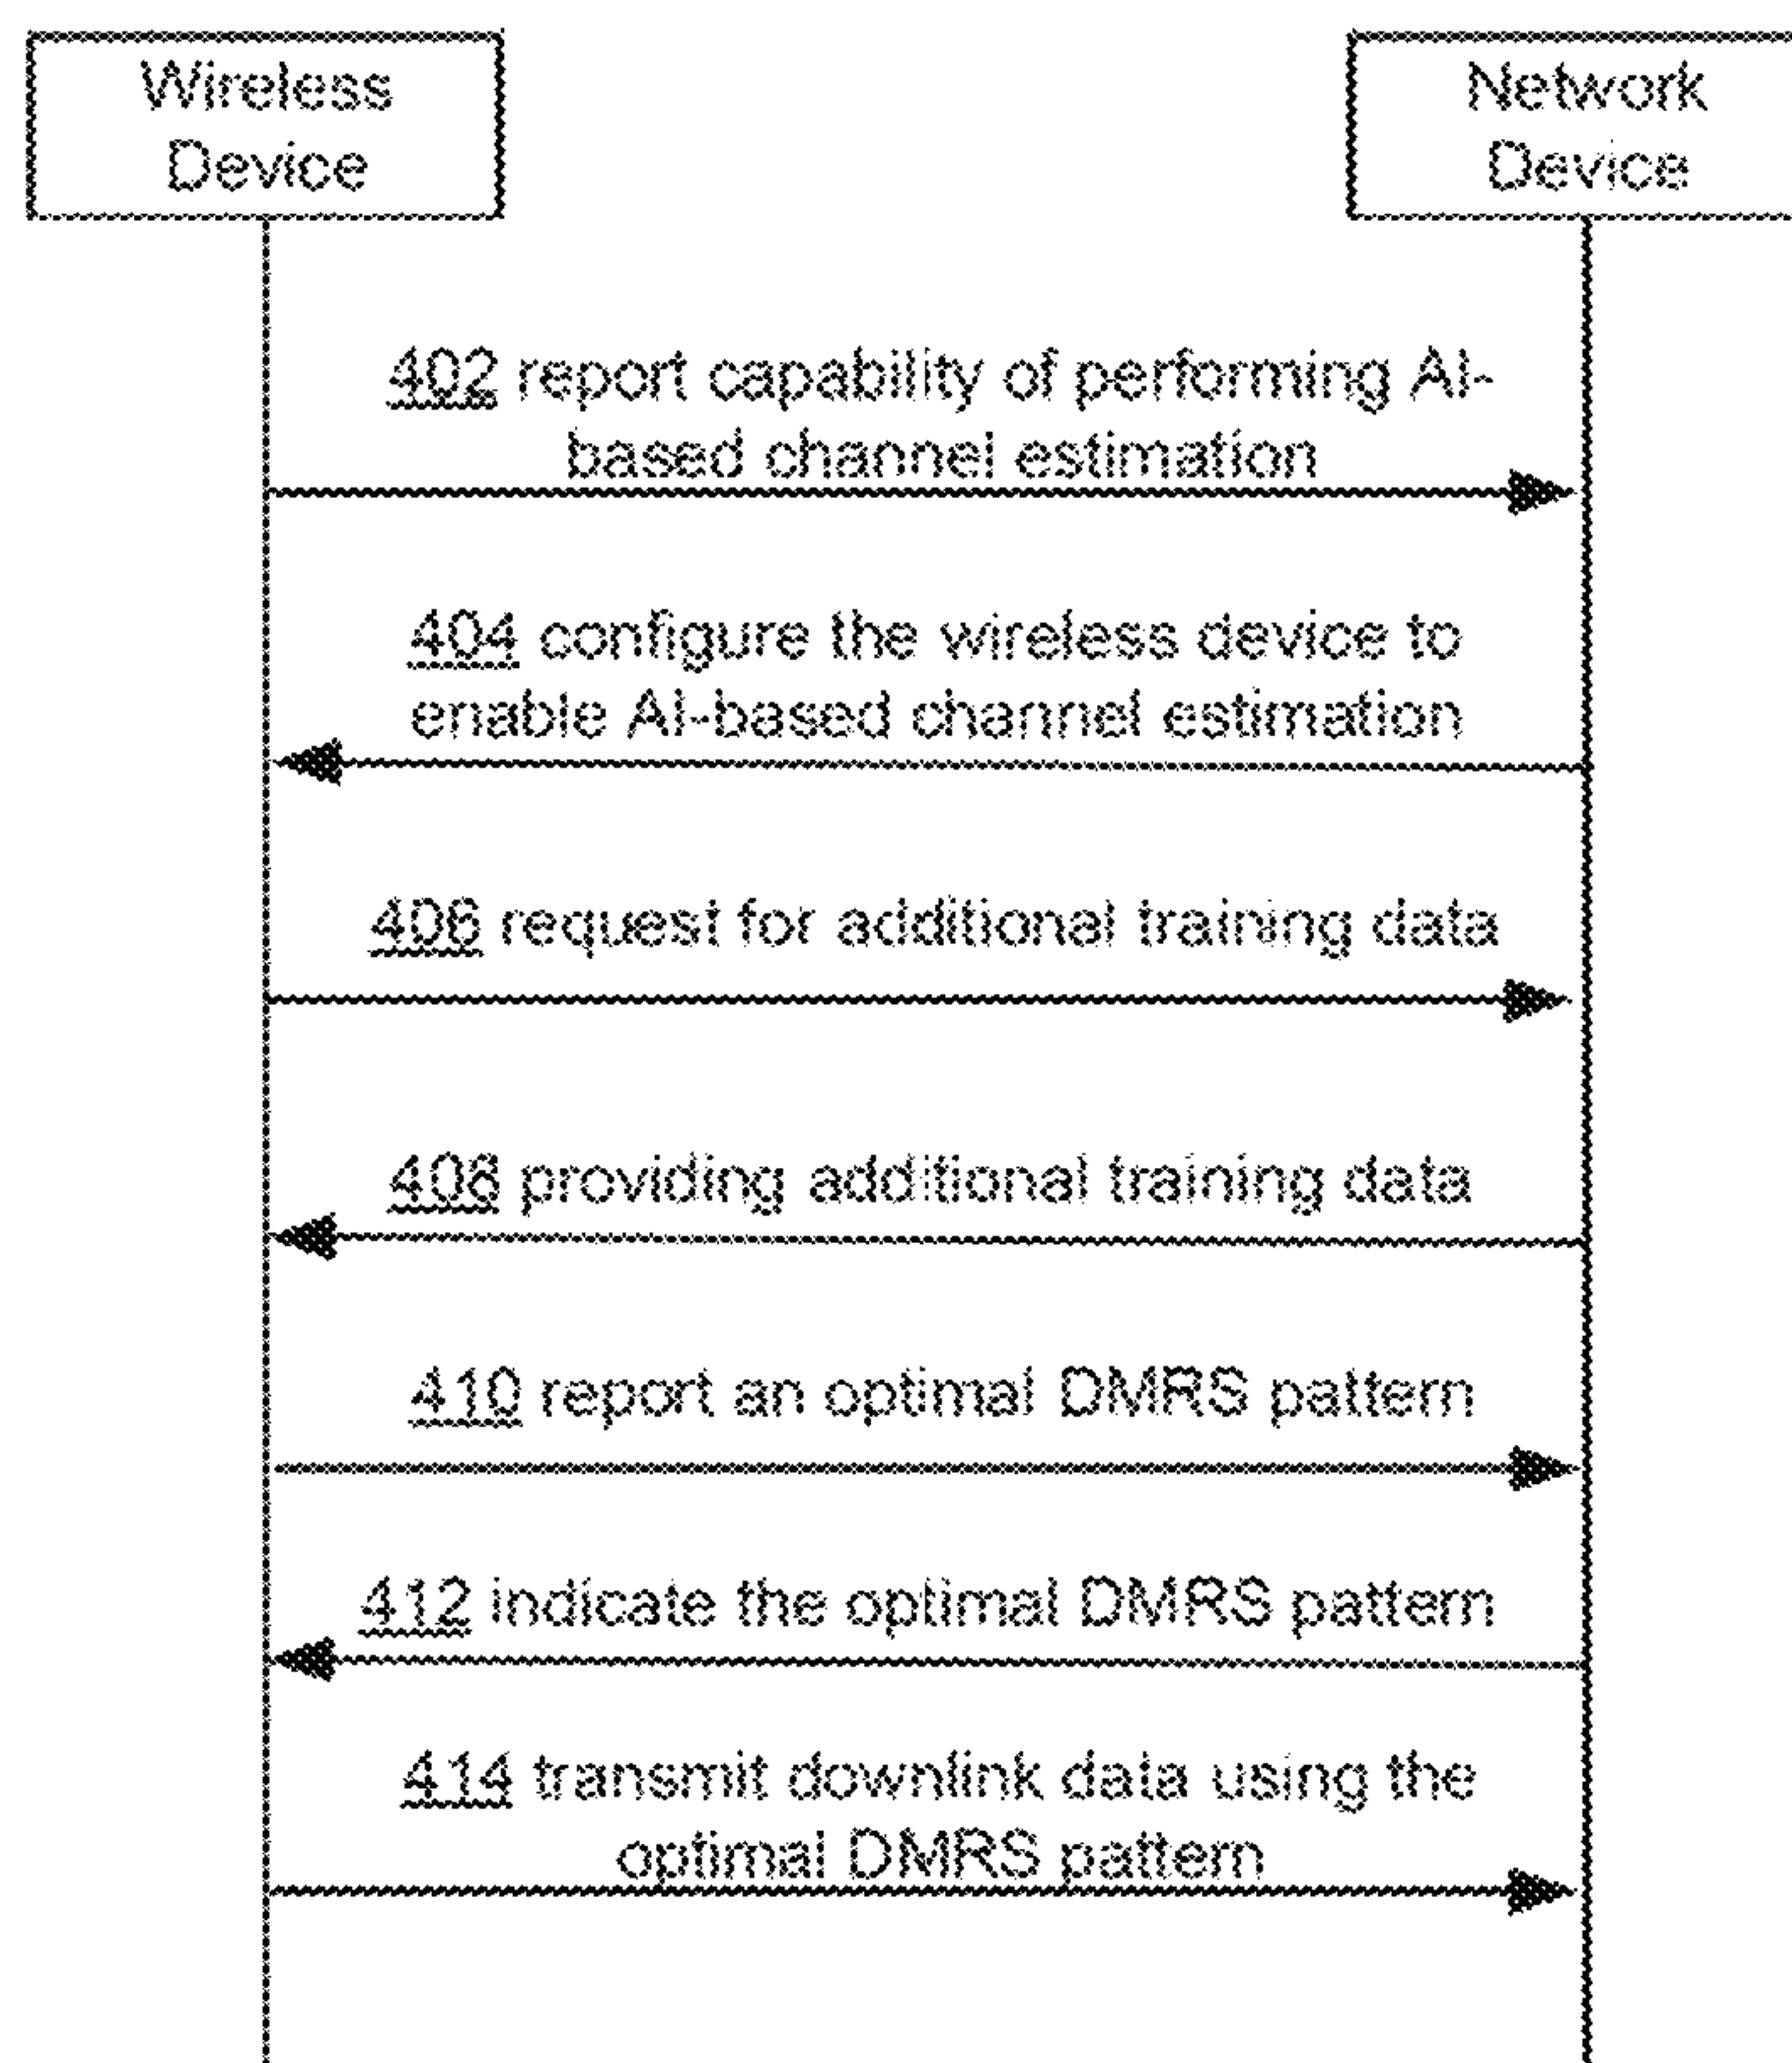 Wireless
Device
Network
Device
402 report capability of performing AI-
based channel estimation
404 configure the wireless device to
enable AI-based channel estimation
406 request for additional training data
408 providing additional training data
410 report an optimal DMRS pattern
412 indicate the optimal DMRS pattern
414 transmit downlink data using the
optimal DMRS pattern